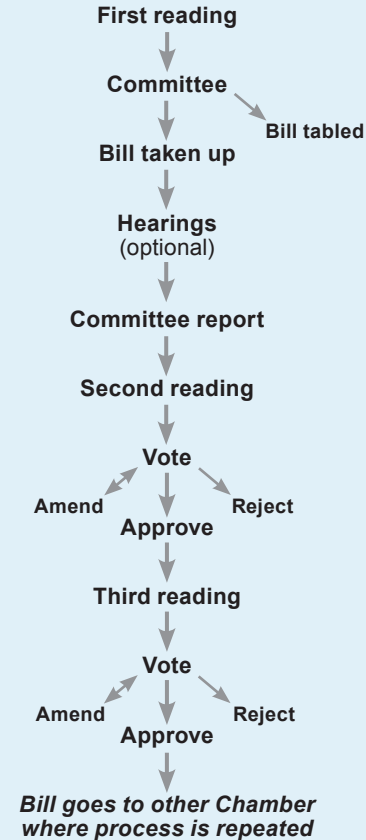 First reading
Committee
Bill tabled
Bill taken up
Hearings
(optional)
Committee report
Second reading
Vote
Amend
Reject
Approve
Third reading
Vote
Amend
Reject
Approve
Bill goes to other Chamber
where process is repeated